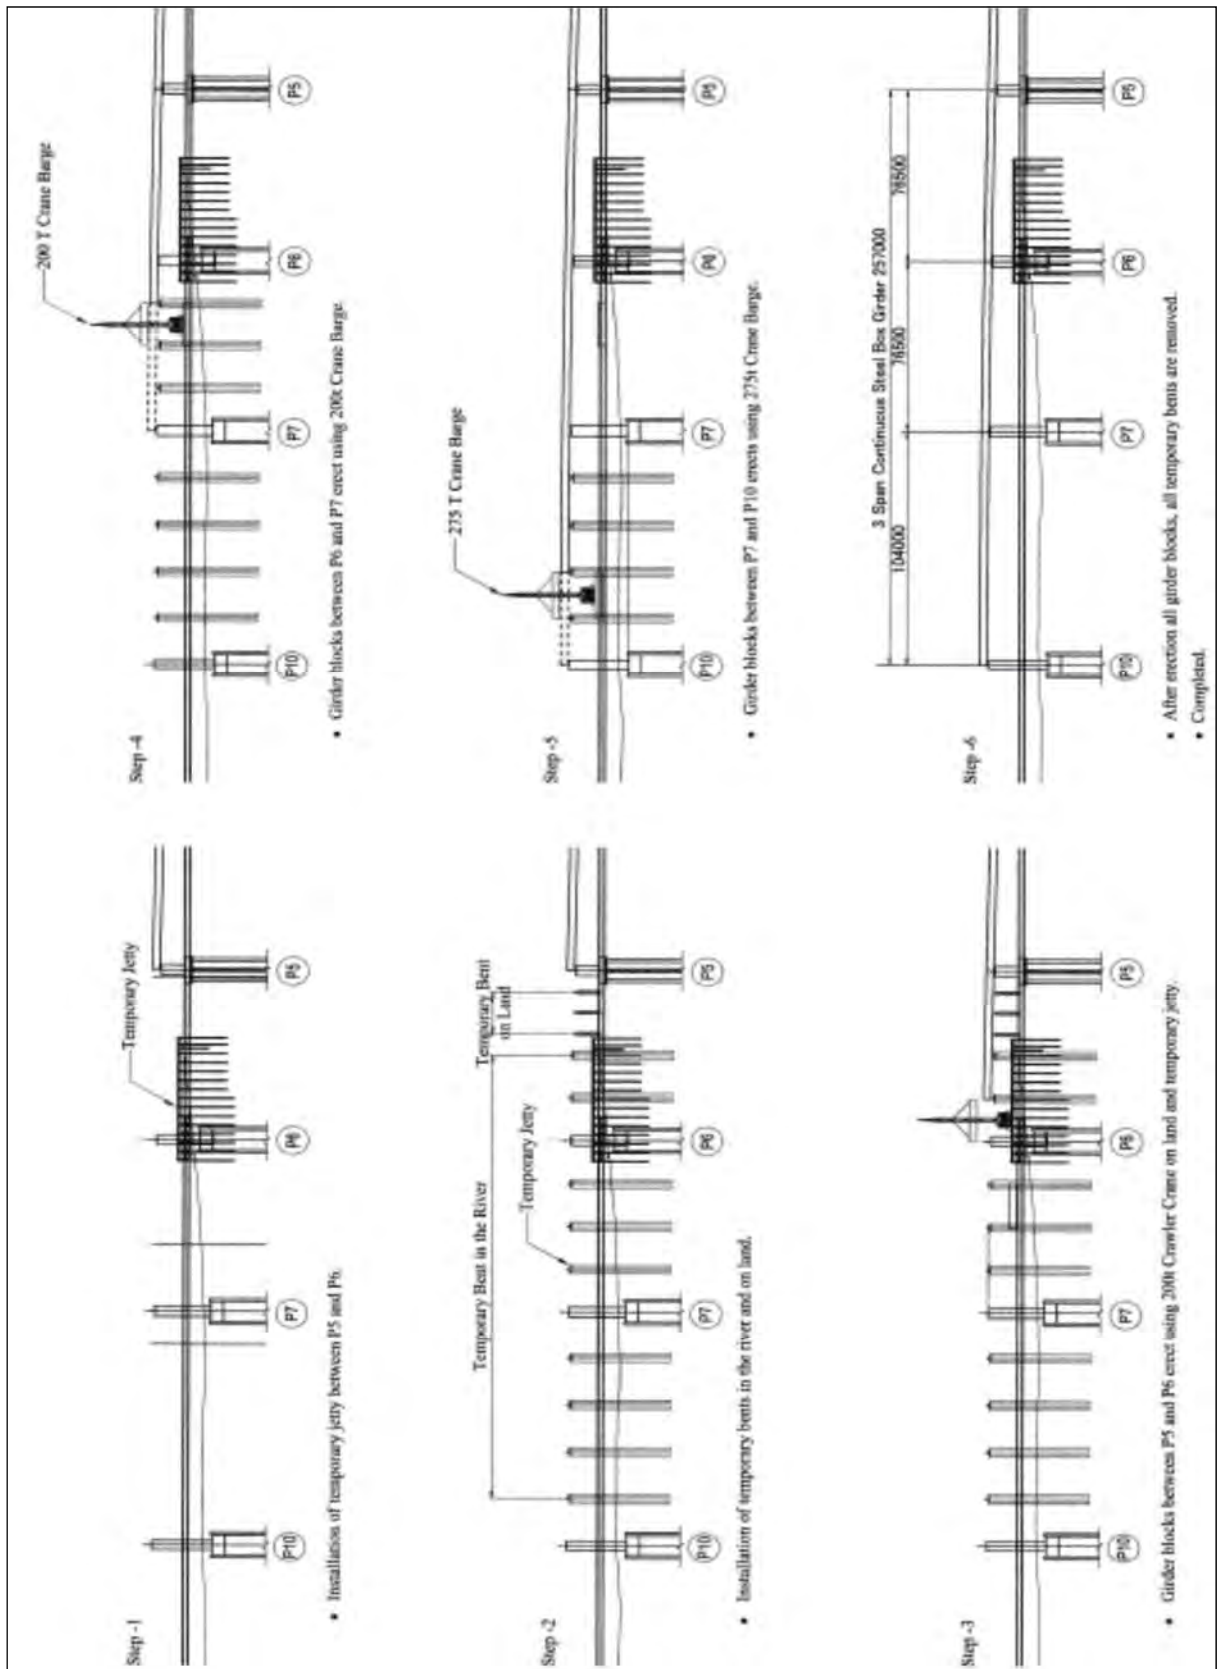 Step -1
Temporary Jetty
P10
P7
P6
P5
• Installation of temporary jetty between P5 and P6.
Step -2
Temporary Bent in the River
Temporary Bent
on Land
Temporary Jetty
P10
P7
P6
P5
• Installation of temporary bents in the river and on land.
Step -3
P10
P7
P6
P5
• Girder blocks between P5 and P6 erect using 200t Crawler Crane on land and temporary jetty.
Step -4
200 T Crane Barge
P10
P7
P6
P5
• Girder blocks between P6 and P7 erect using 200t Crane Barge.
Step -5
275 T Crane Barge
P10
P7
P6
P5
• Girder blocks between P7 and P10 erects using 275t Crane Barge.
Step -6
3 Span Continuous Steel Box Girder 257000
104000
76500
76500
P10
P7
P6
P5
• After erection all girder blocks, all temporary bents are removed.
• Completed.